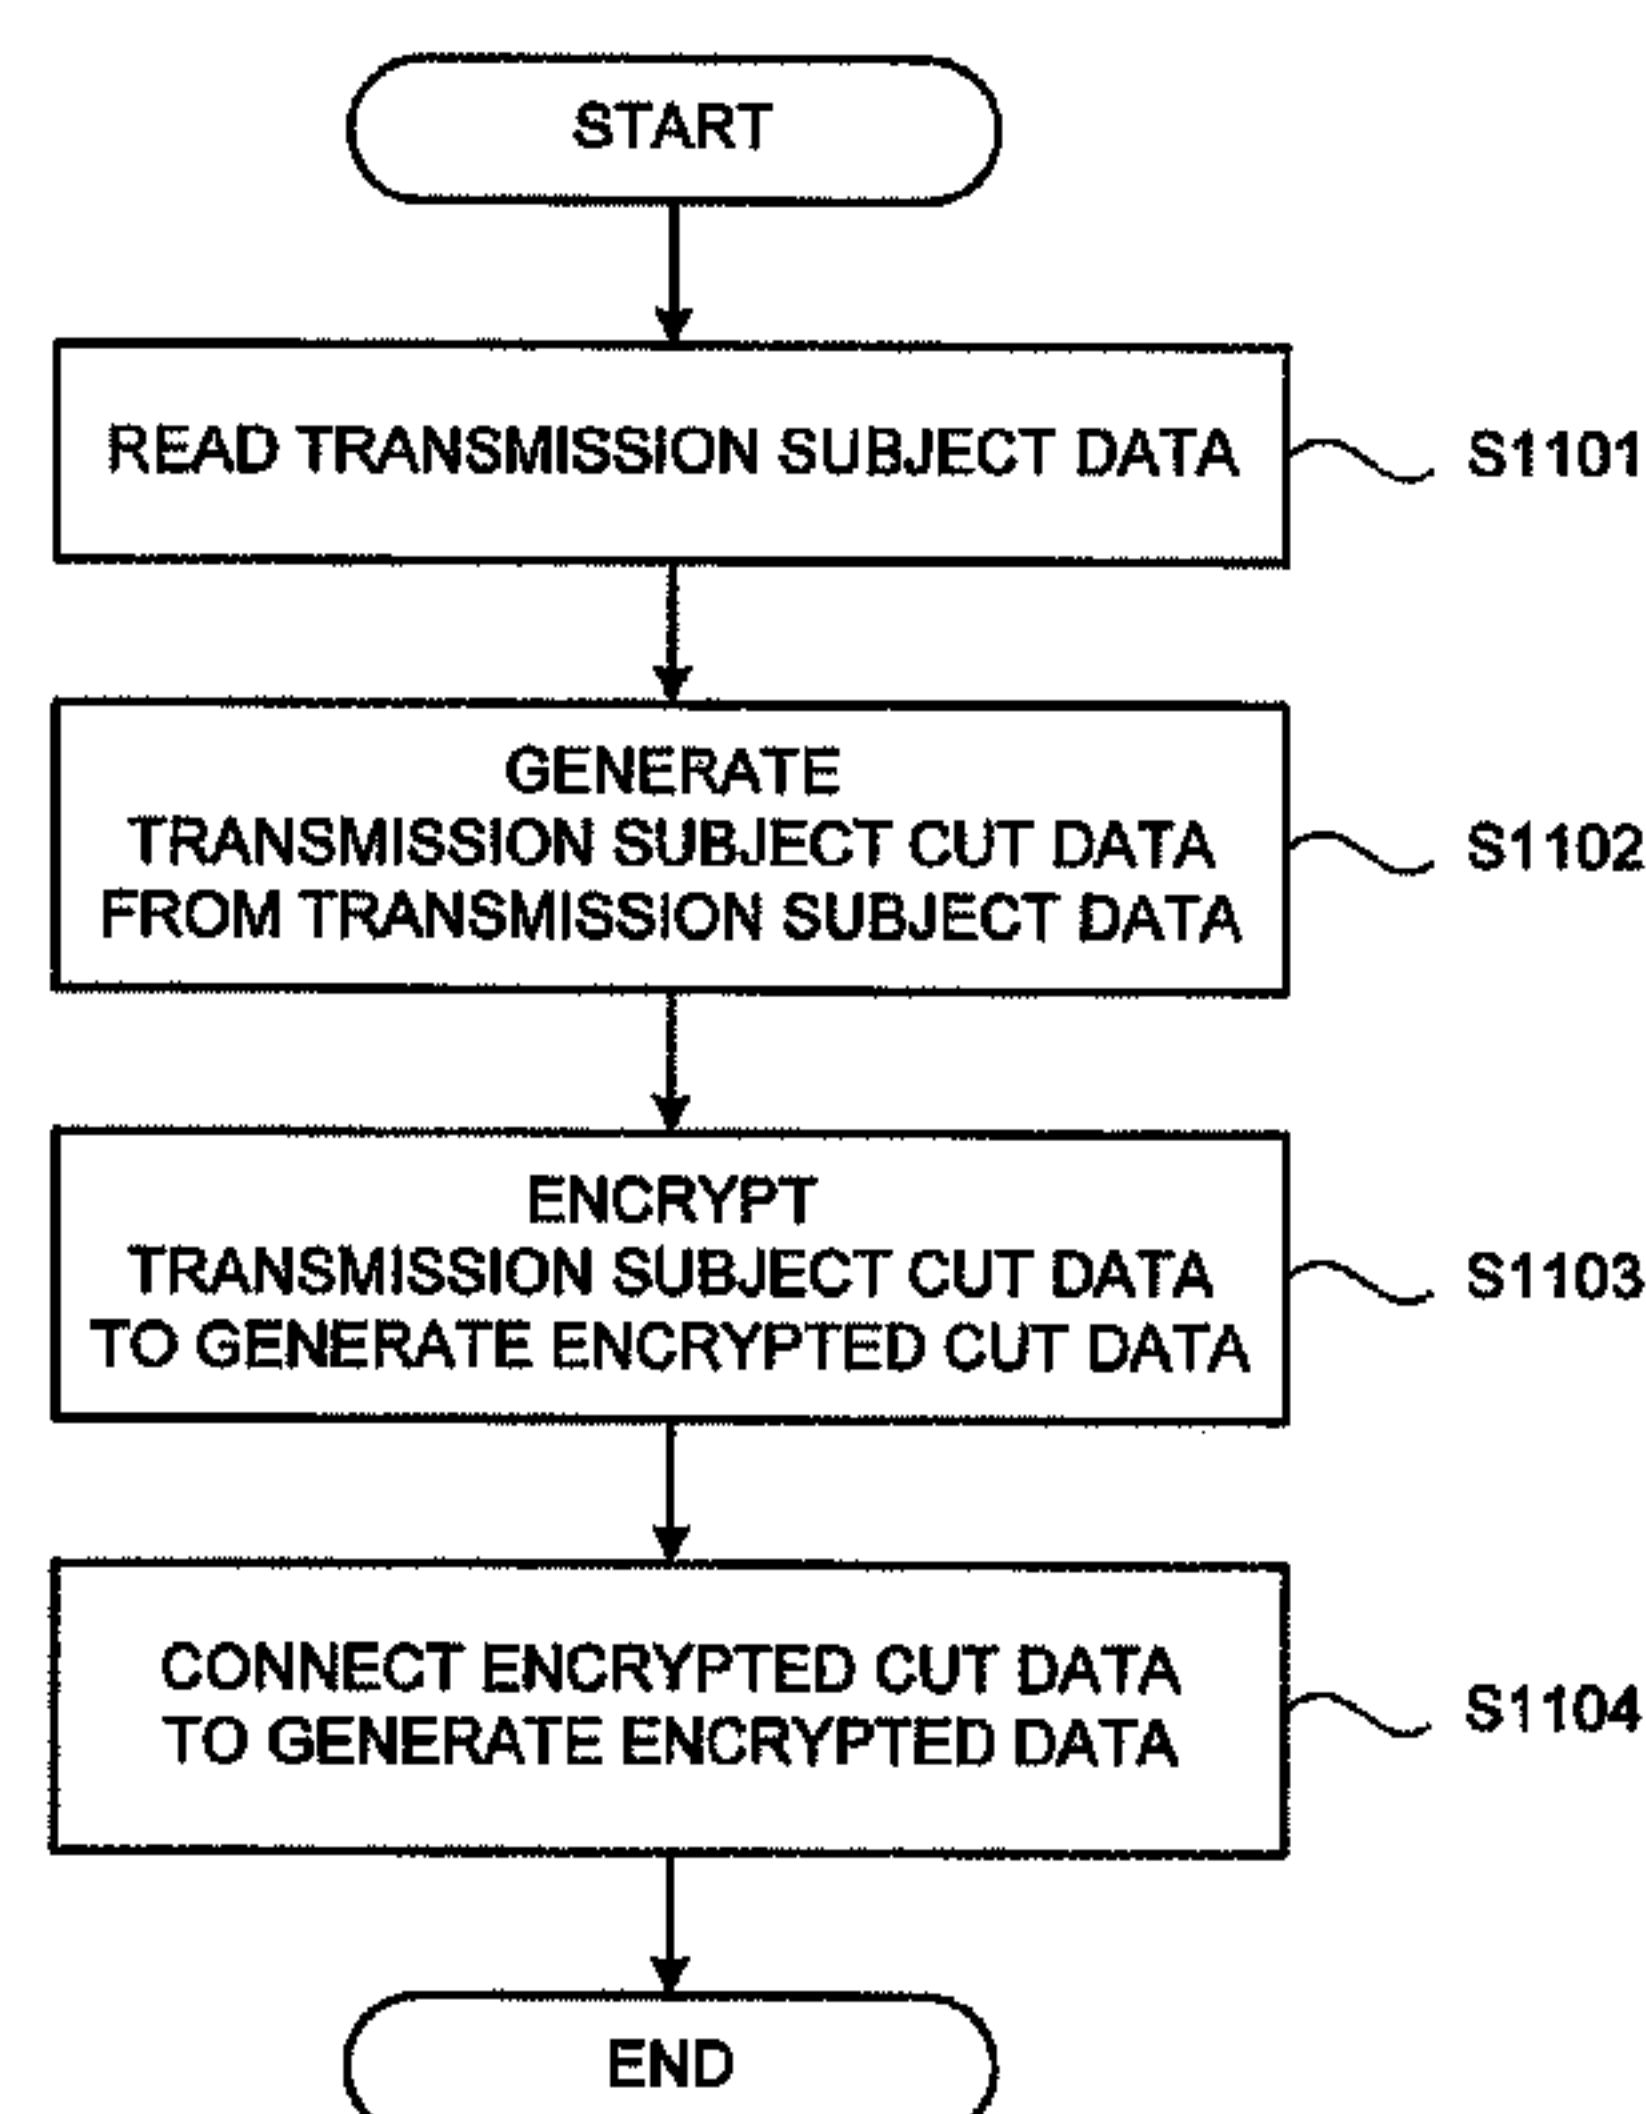 START
READ TRANSMISSION SUBJECT DATA
S1101
GENERATE
TRANSMISSION SUBJECT CUT DATA
FROM TRANSMISSION SUBJECT DATA
S1102
ENCRYPT
TRANSMISSION SUBJECT CUT DATA
TO GENERATE ENCRYPTED CUT DATA
S1103
CONNECT ENCRYPTED CUT DATA
TO GENERATE ENCRYPTED DATA
S1104
END